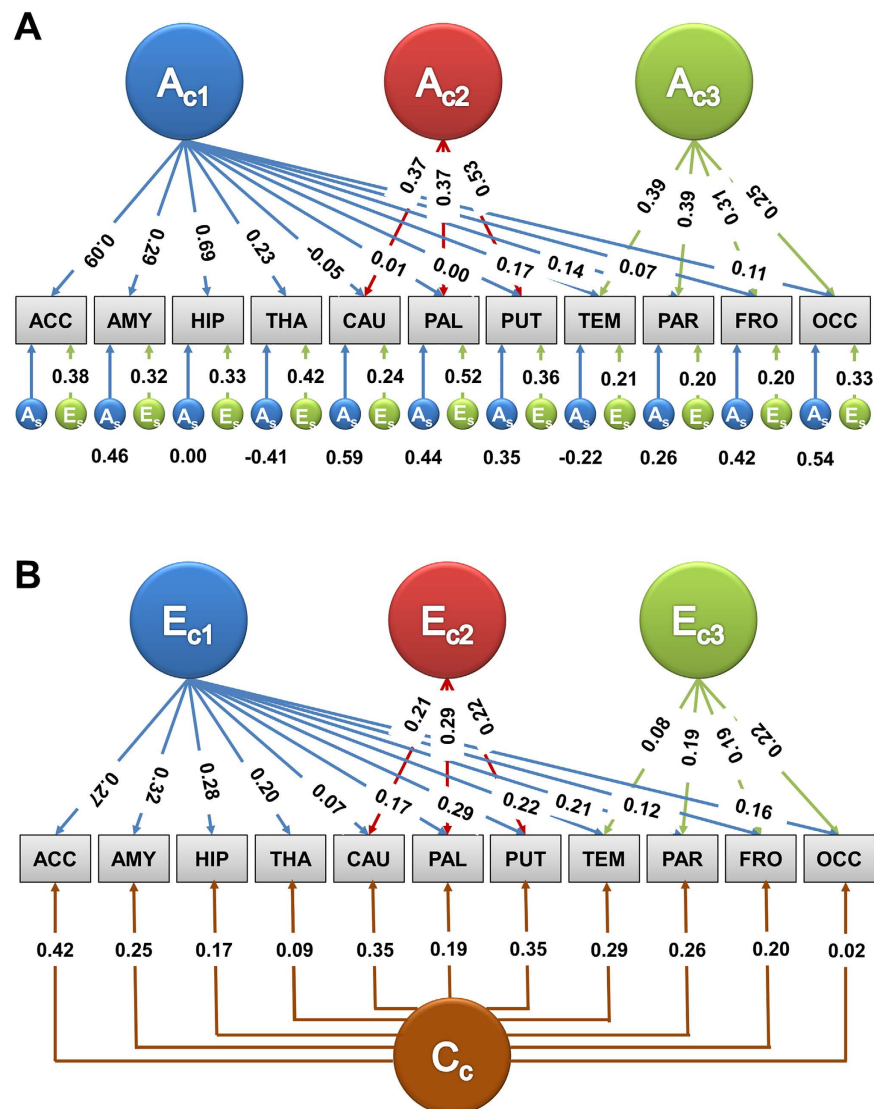 A
Ac1 Ac2 Ac3
0.37 0.37 0.53
0.39 0.39 0.31 0.25
0.09 0.29 0.69 0.23 -0.05 0.01 0.00 0.17 0.14 0.07 0.11
ACC AMY HIP THA CAU PAL PUT TEM PAR FRO OCC
0.38 0.32 0.33 0.42 0.24 0.52 0.36 0.21 0.20 0.20 0.33
As Es As Es As Es As Es As Es As Es As Es As Es As Es As Es As Es
0.46 0.00 -0.41 0.59 0.44 0.35 -0.22 0.26 0.42 0.54
B
Ec1 Ec2 Ec3
0.21 0.29 0.22
0.08 0.19 0.19 0.22
0.27 0.32 0.28 0.20 0.07 0.17 0.29 0.22 0.21 0.12 0.16
ACC AMY HIP THA CAU PAL PUT TEM PAR FRO OCC
0.42 0.25 0.17 0.09 0.35 0.19 0.35 0.29 0.26 0.20 0.02
Cc